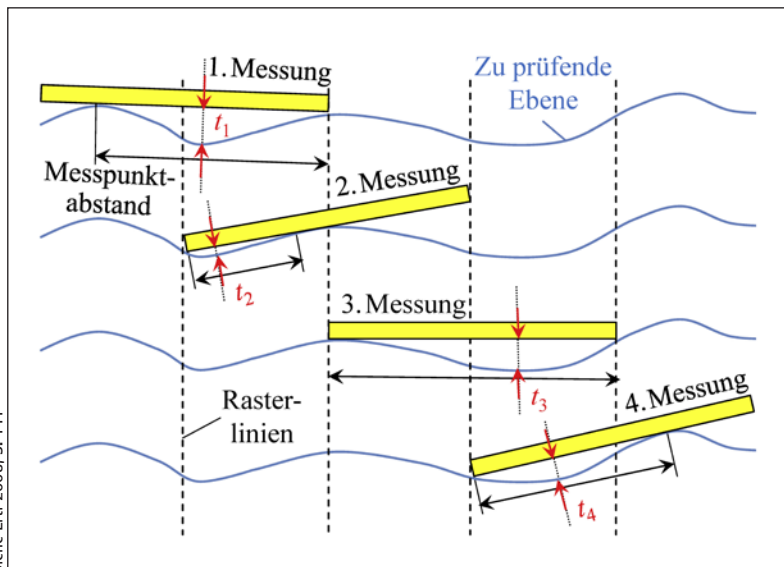 1. Messung
Zu prüfende
Ebene
t1
Messpunkt-
abstand
2. Messung
t2
3. Messung
t3
Raster-
linien
4. Messung
t4